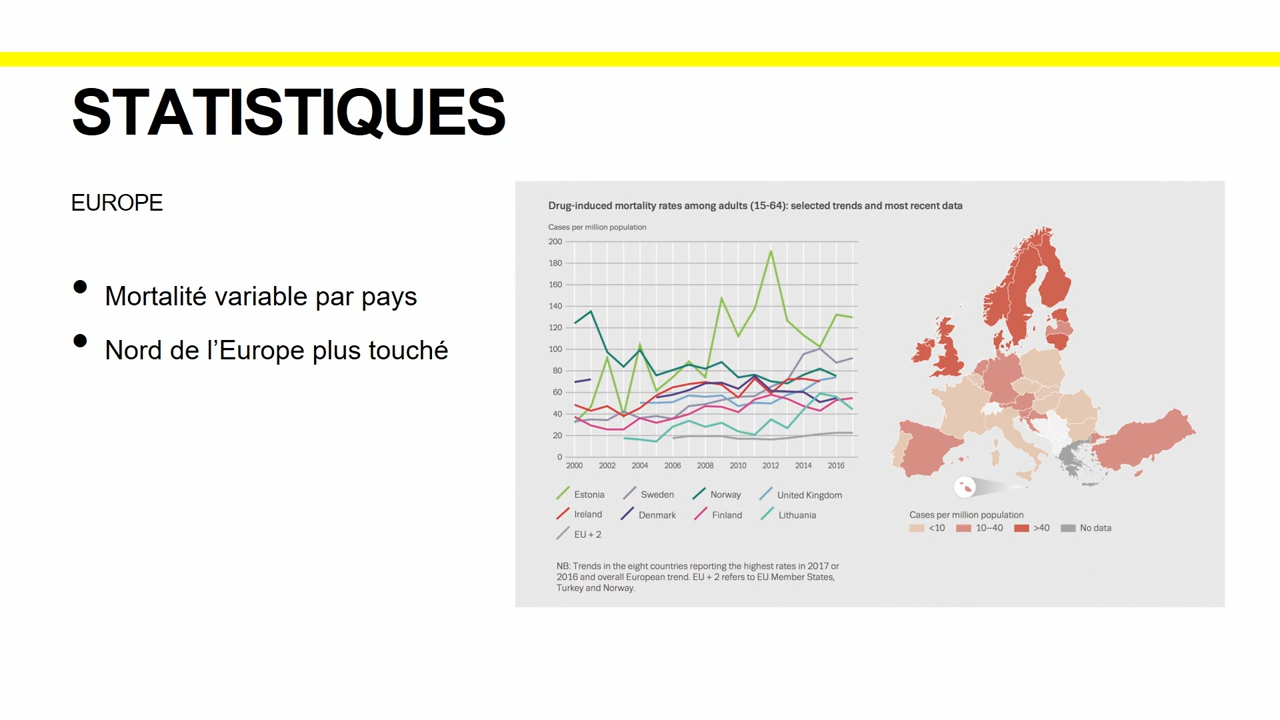 STATISTIQUES
EUROPE
• Mortalité variable par pays
• Nord de l’Europe plus touché
Drug-induced mortality rates among adults (15-64): selected trends and most recent data
Cases per million population
200
180
160
140
120
100
80
60
40
20
0
2000 2002 2004 2006 2008 2010 2012 2014 2016
Estonia Sweden Norway United Kingdom
Ireland Denmark Finland Lithuania
EU + 2
NB: Trends in the eight countries reporting the highest rates in 2017 or
2016 and overall European trend. EU + 2 refers to EU Member States,
Turkey and Norway.
Cases per million population
<10 10–40 >40 No data